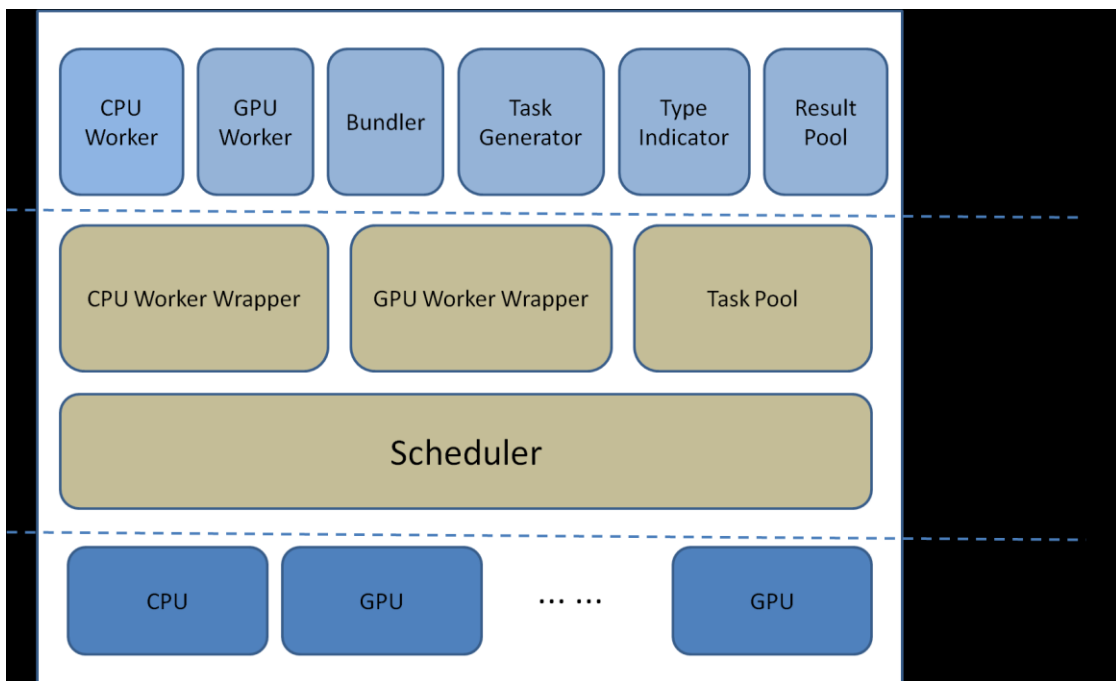 CPU
Worker
GPU
Worker
Bundler
Task
Generator
Type
Indicator
Result
Pool
CPU Worker Wrapper
GPU Worker Wrapper
Task Pool
Scheduler
CPU
GPU
... ...
GPU